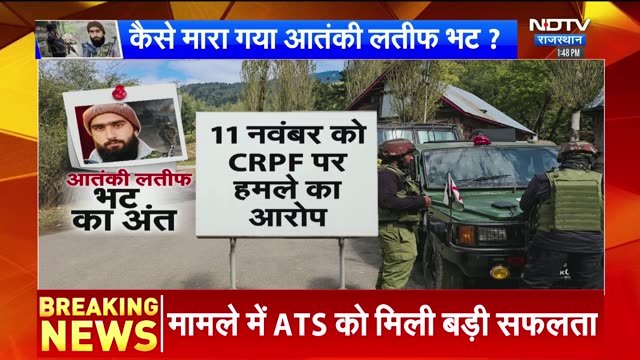 कैसे मारा गया आतंकी लतीफ भट ?
NDTV
राजस्थान
1:48 PM
आतंकी लतीफ
भट
का अंत
11 नवंबर को
CRPF पर
हमले का
आरोप
BREAKING
NEWS
मामले में ATS को मिली बड़ी सफलता